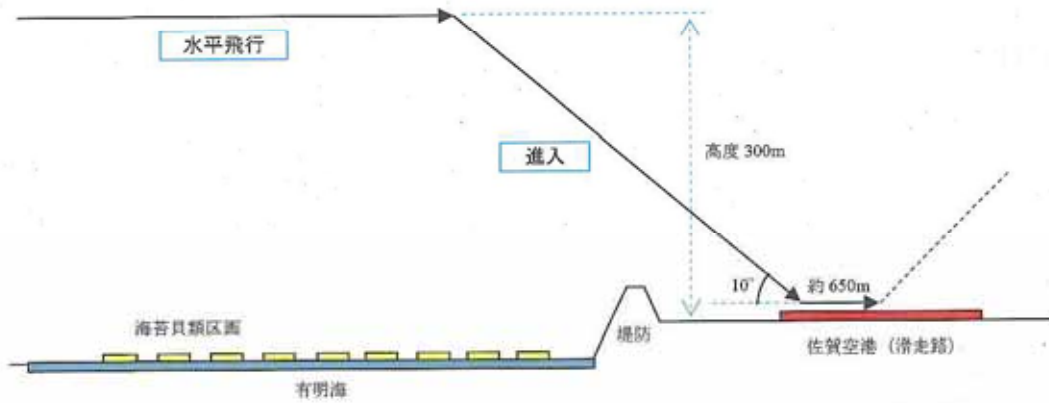 水平飛行
高度 300m
進入
10°
約 650m
海苔貝類区画
堤防
佐賀空港(滑走路)
有明海